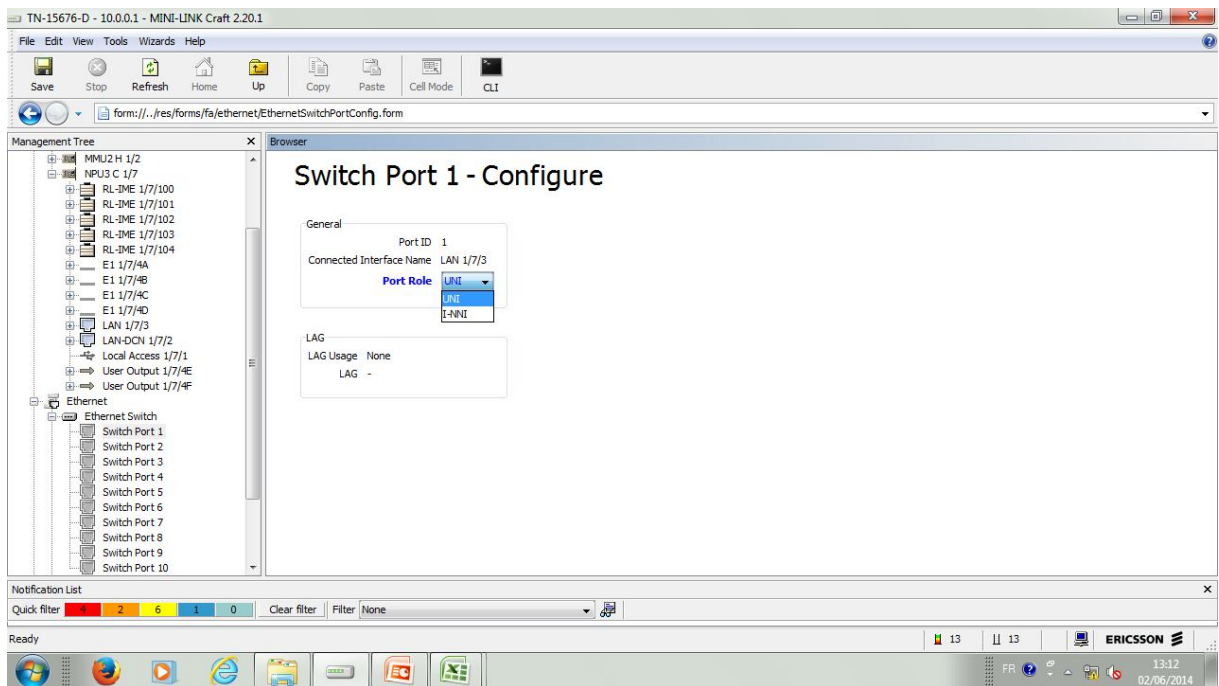 TN-15676-D - 10.0.0.1 - MINI-LINK Craft 2.20.1
File Edit View Tools Wizards Help
Save Stop Refresh Home Up Copy Paste Cell Mode CLI
form://../res/forms/fa/ethernet/EthernetSwitchPortConfig.form
Management Tree
MMU2 H 1/2
NPU3 C 1/7
RL-IME 1/7/100
RL-IME 1/7/101
RL-IME 1/7/102
RL-IME 1/7/103
RL-IME 1/7/104
E1 1/7/4A
E1 1/7/4B
E1 1/7/4C
E1 1/7/4D
LAN 1/7/3
LAN-DCN 1/7/2
Local Access 1/7/1
User Output 1/7/4E
User Output 1/7/4F
Ethernet
Ethernet Switch
Switch Port 1
Switch Port 2
Switch Port 3
Switch Port 4
Switch Port 5
Switch Port 6
Switch Port 7
Switch Port 8
Switch Port 9
Switch Port 10
Browser
Switch Port 1 - Configure
General
Port ID 1
Connected Interface Name LAN 1/7/3
Port Role UNI
UNI
I-NNI
LAG
LAG Usage None
LAG -
Notification List
Quick filter 4 2 6 1 0 Clear filter Filter None
Ready 13 13 ERICSSON
FR 13:12
02/06/2014